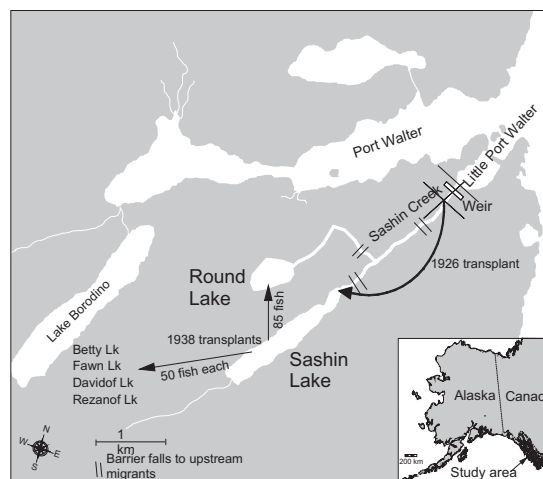 Port Walter
Little Port Walter
Sashin Creek
Weir
1926 transplant
Round
Lake
85 fish
Lake Borodino
1938 transplants
50 fish each
Betty Lk
Fawn Lk
Davidof Lk
Rezanof Lk
Sashin
Lake
N
W
E
S
1
km
Barrier falls to upstream
migrants
Alaska
Canad
200 km
Study area